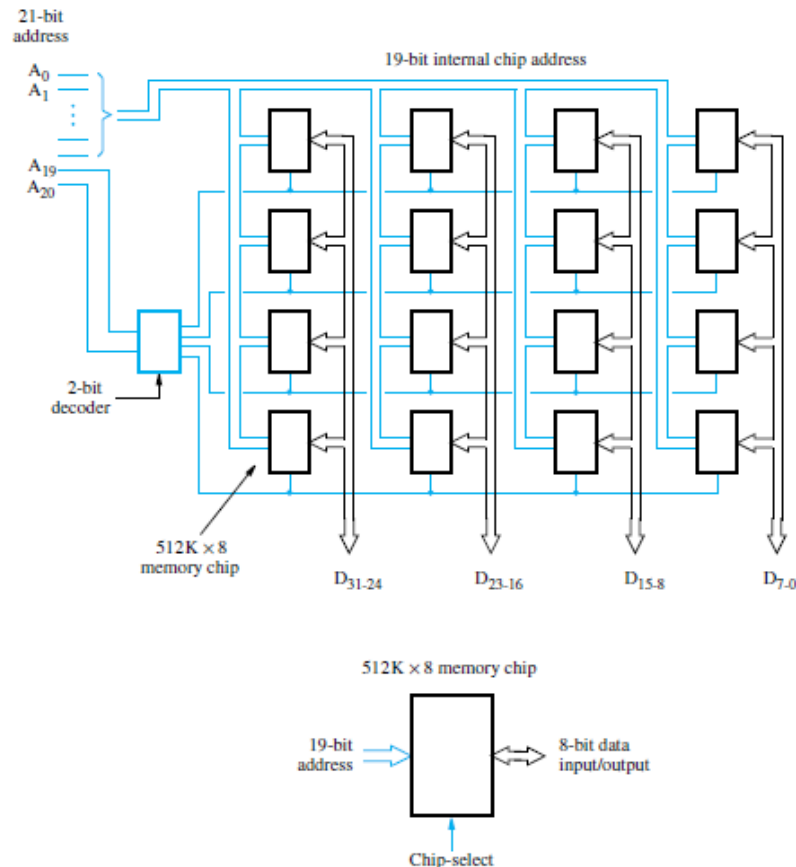 21-bit
address
A0
A1
19-bit internal chip address
A19
A20
2-bit
decoder
512K × 8
memory chip
D31-24
D23-16
D15-8
D7-0
512K × 8 memory chip
19-bit
address
8-bit data
input/output
Chip-select